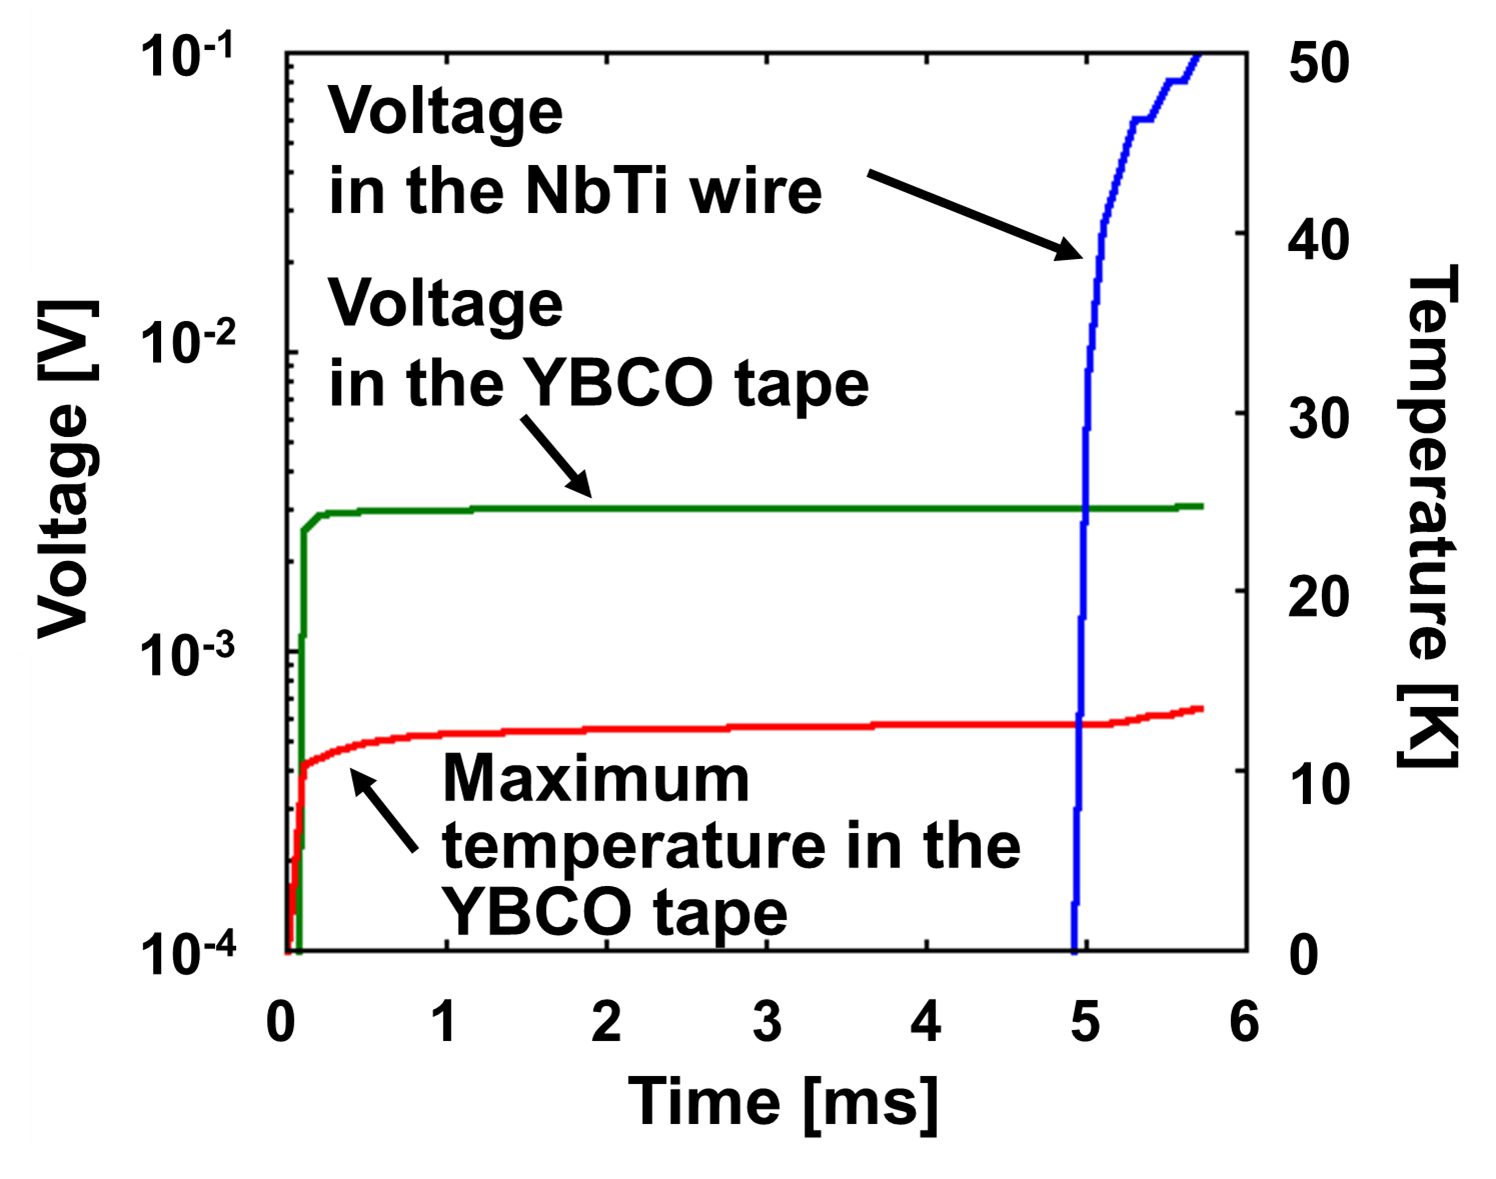 10-1
50
Voltage
in the NbTi wire
40
Voltage
in the YBCO tape
10-2
30
Voltage [V]
Temperature [K]
20
10-3
Maximum
temperature in the
YBCO tape
10
10-4
0
0 1 2 3 4 5 6
Time [ms]